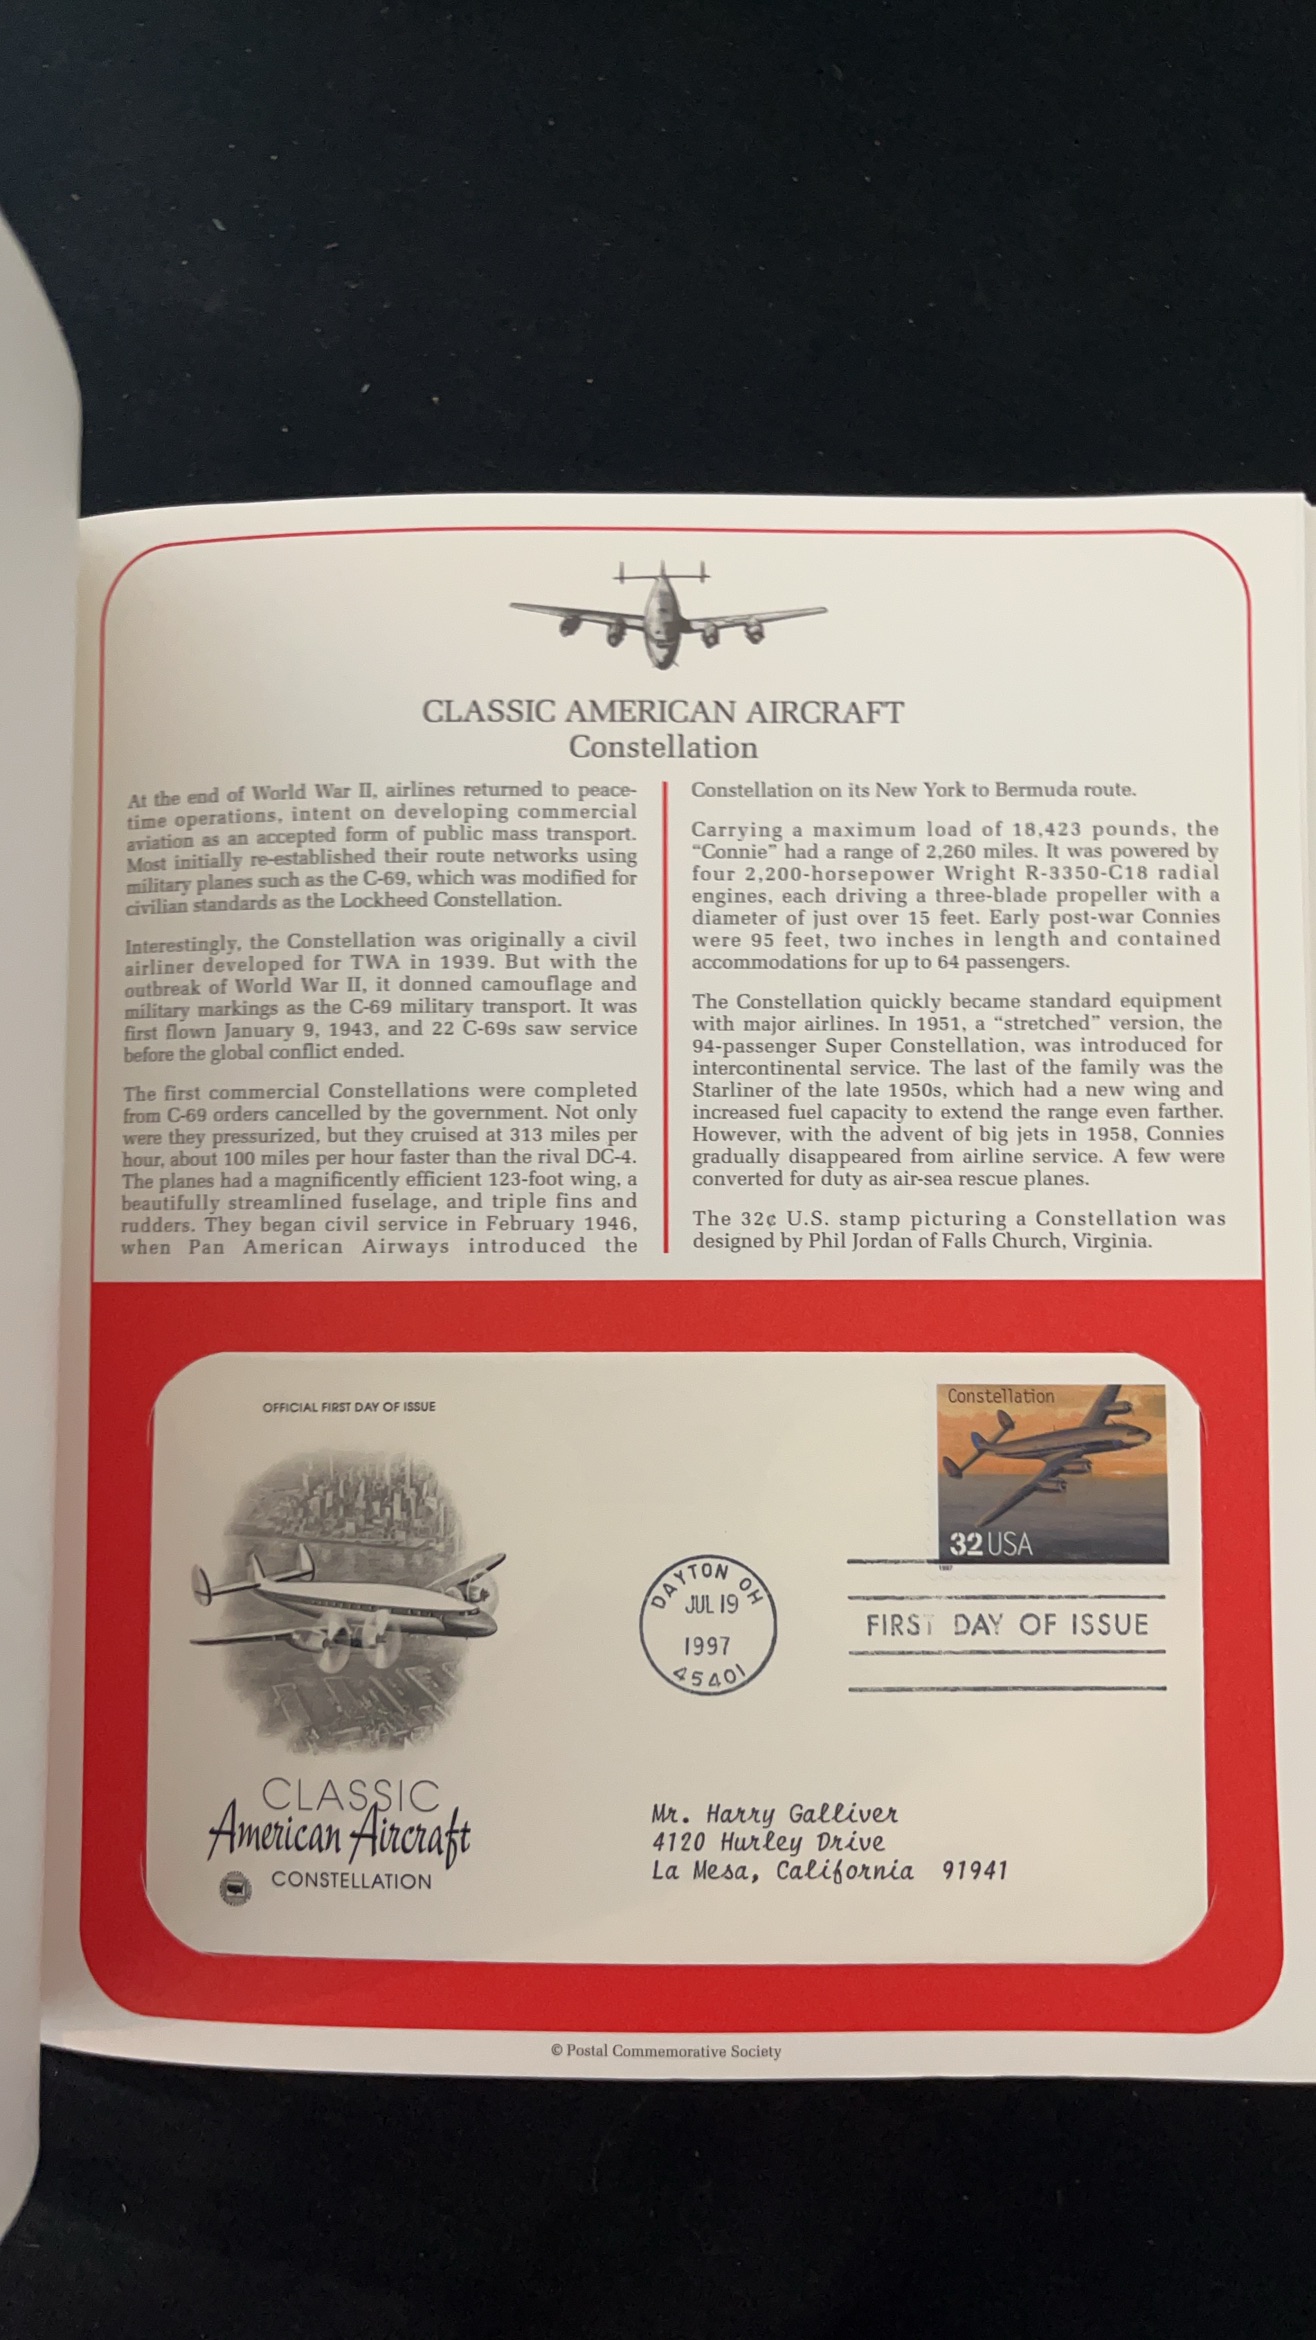 CLASSIC AMERICAN AIRCRAFT
Constellation
At the end of World War II, airlines returned to peace-
time operations, intent on developing commercial
aviation as an accepted form of public mass transport.
Most initially re-established their route networks using
military planes such as the C-69, which was modified for
civilian standards as the Lockheed Constellation.
Interestingly, the Constellation was originally a civil
airliner developed for TWA in 1939. But with the
outbreak of World War II, it donned camouflage and
military markings as the C-69 military transport. It was
first flown January 9, 1943, and 22 C-69s saw service
before the global conflict ended.
The first commercial Constellations were completed
from C-69 orders cancelled by the government. Not only
were they pressurized, but they cruised at 313 miles per
hour, about 100 miles per hour faster than the rival DC-4.
The planes had a magnificently efficient 123-foot wing, a
beautifully streamlined fuselage, and triple fins and
rudders. They began civil service in February 1946,
when Pan American Airways introduced the
Constellation on its New York to Bermuda route.
Carrying a maximum load of 18,423 pounds, the
“Connie” had a range of 2,260 miles. It was powered by
four 2,200-horsepower Wright R-3350-C18 radial
engines, each driving a three-blade propeller with a
diameter of just over 15 feet. Early post-war Connies
were 95 feet, two inches in length and contained
accommodations for up to 64 passengers.
The Constellation quickly became standard equipment
with major airlines. In 1951, a “stretched” version, the
94-passenger Super Constellation, was introduced for
intercontinental service. The last of the family was the
Starliner of the late 1950s, which had a new wing and
increased fuel capacity to extend the range even farther.
However, with the advent of big jets in 1958, Connies
gradually disappeared from airline service. A few were
converted for duty as air-sea rescue planes.
The 32¢ U.S. stamp picturing a Constellation was
designed by Phil Jordan of Falls Church, Virginia.
OFFICIAL FIRST DAY OF ISSUE
Constellation
32 USA
1997
DAYTON OH
JUL 19
1997
45401
FIRST DAY OF ISSUE
CLASSIC
American Aircraft
CONSTELLATION
Mr. Harry Galliver
4120 Hurley Drive
La Mesa, California 91941
© Postal Commemorative Society